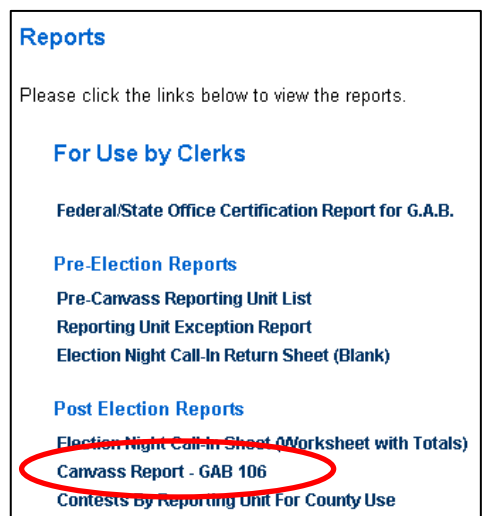 Reports
Please click the links below to view the reports.
For Use by Clerks
Federal/State Office Certification Report for G.A.B.
Pre-Election Reports
Pre-Canvass Reporting Unit List
Reporting Unit Exception Report
Election Night Call-In Return Sheet (Blank)
Post Election Reports
Election Night Call-In Sheet (Worksheet with Totals)
Canvass Report - GAB 106
Contests By Reporting Unit For County Use